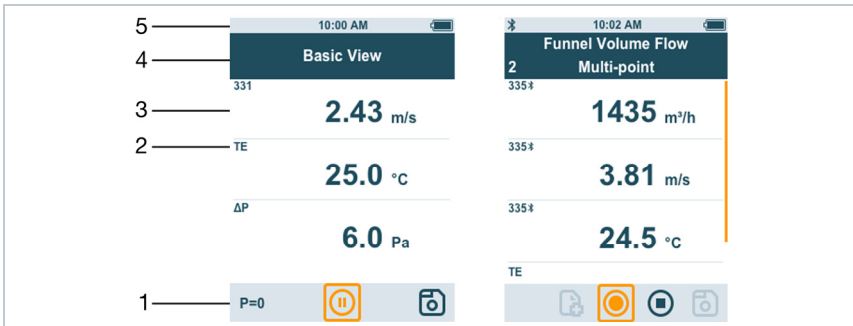 5
10:00 AM
4
Basic View
331
3
2.43 m/s
2
TE
25.0 °C
ΔP
6.0 Pa
1
P=0
10:02 AM
Funnel Volume Flow
2 Multi-point
335
1435 m³/h
335
3.81 m/s
335
24.5 °C
TE